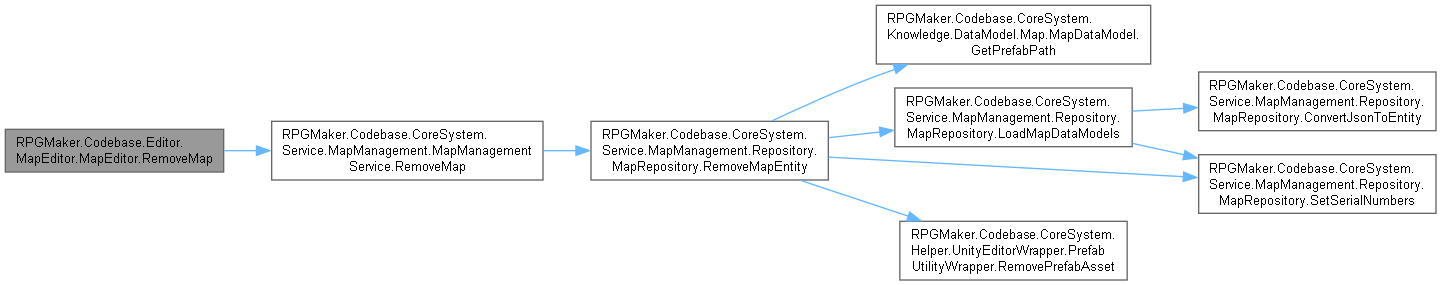 RPGMaker.Codebase.Editor.
MapEditor.MapEditor.RemoveMap
RPGMaker.Codebase.CoreSystem.
Service.MapManagement.MapManagement
Service.RemoveMap
RPGMaker.Codebase.CoreSystem.
Service.MapManagement.Repository.
MapRepository.RemoveMapEntity
RPGMaker.Codebase.CoreSystem.
Knowledge.DataModel.Map.MapDataModel.
GetPrefabPath
RPGMaker.Codebase.CoreSystem.
Service.MapManagement.Repository.
MapRepository.LoadMapDataModels
RPGMaker.Codebase.CoreSystem.
Service.MapManagement.Repository.
MapRepository.ConvertJsonToEntity
RPGMaker.Codebase.CoreSystem.
Service.MapManagement.Repository.
MapRepository.SetSerialNumbers
RPGMaker.Codebase.CoreSystem.
Helper.UnityEditorWrapper.Prefab
UtilityWrapper.RemovePrefabAsset